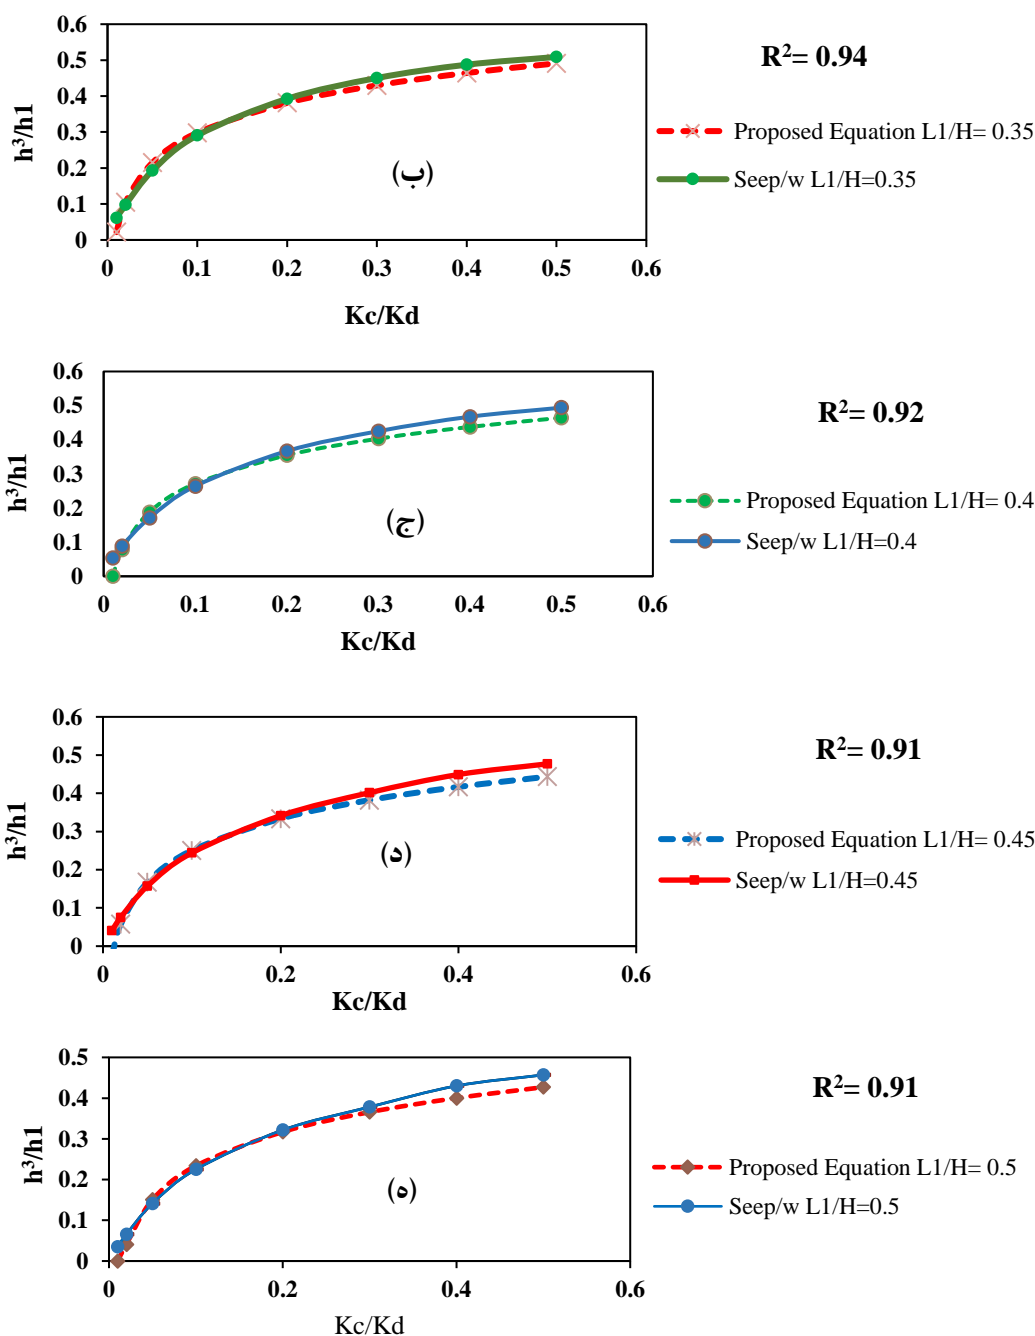 0.6
0.5
0.4
0.3
0.2
0.1
0
h³/h1
0 0.1 0.2 0.3 0.4 0.5 0.6
Kc/Kd
(ب)
R²= 0.94
Proposed Equation L1/H= 0.35
Seep/w L1/H=0.35
0.6
0.5
0.4
0.3
0.2
0.1
0
h³/h1
0 0.1 0.2 0.3 0.4 0.5 0.6
Kc/Kd
(ج)
R²= 0.92
Proposed Equation L1/H= 0.4
Seep/w L1/H=0.4
0.6
0.5
0.4
0.3
0.2
0.1
0
h³/h1
0 0.2 0.4 0.6
Kc/Kd
(د)
R²= 0.91
Proposed Equation L1/H= 0.45
Seep/w L1/H=0.45
0.5
0.4
0.3
0.2
0.1
0
h³/h1
0 0.2 0.4 0.6
Kc/Kd
(ه)
R²= 0.91
Proposed Equation L1/H= 0.5
Seep/w L1/H=0.5